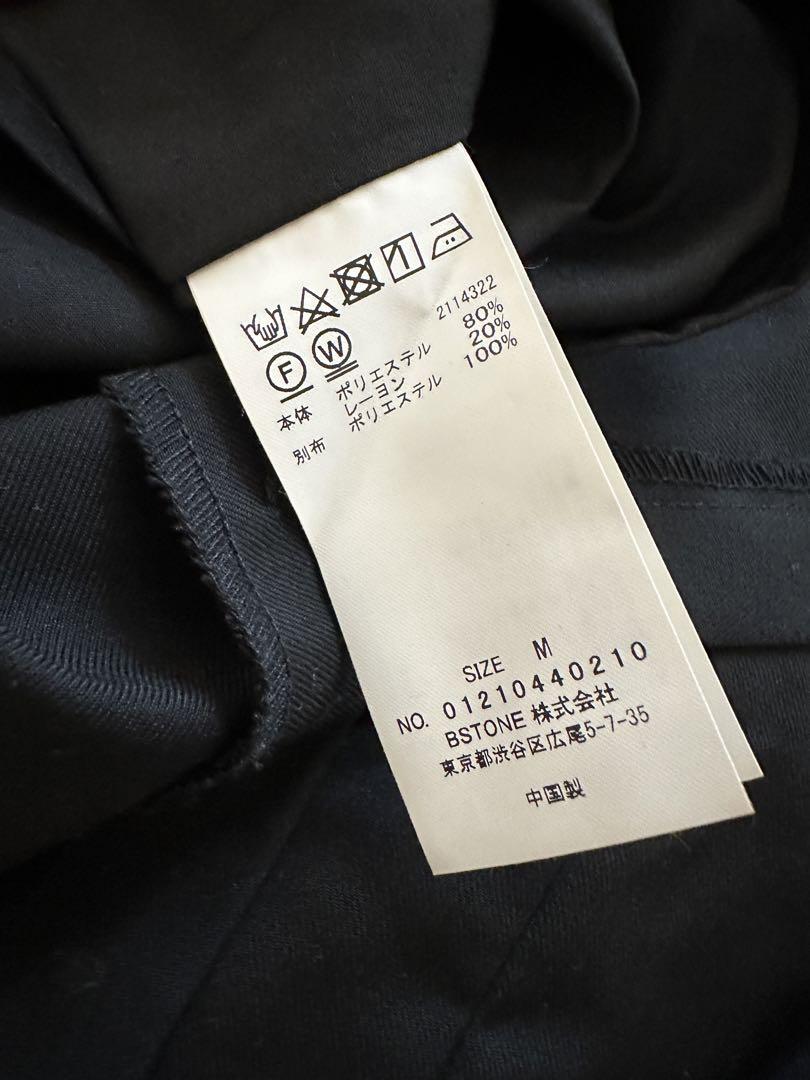 2114322
F W
本体 ポリエステル 80%
レーヨン 20%
別布 ポリエステル 100%
SIZE M
NO. 01210440210
BSTONE 株式会社
東京都渋谷区広尾5-7-35
中国製